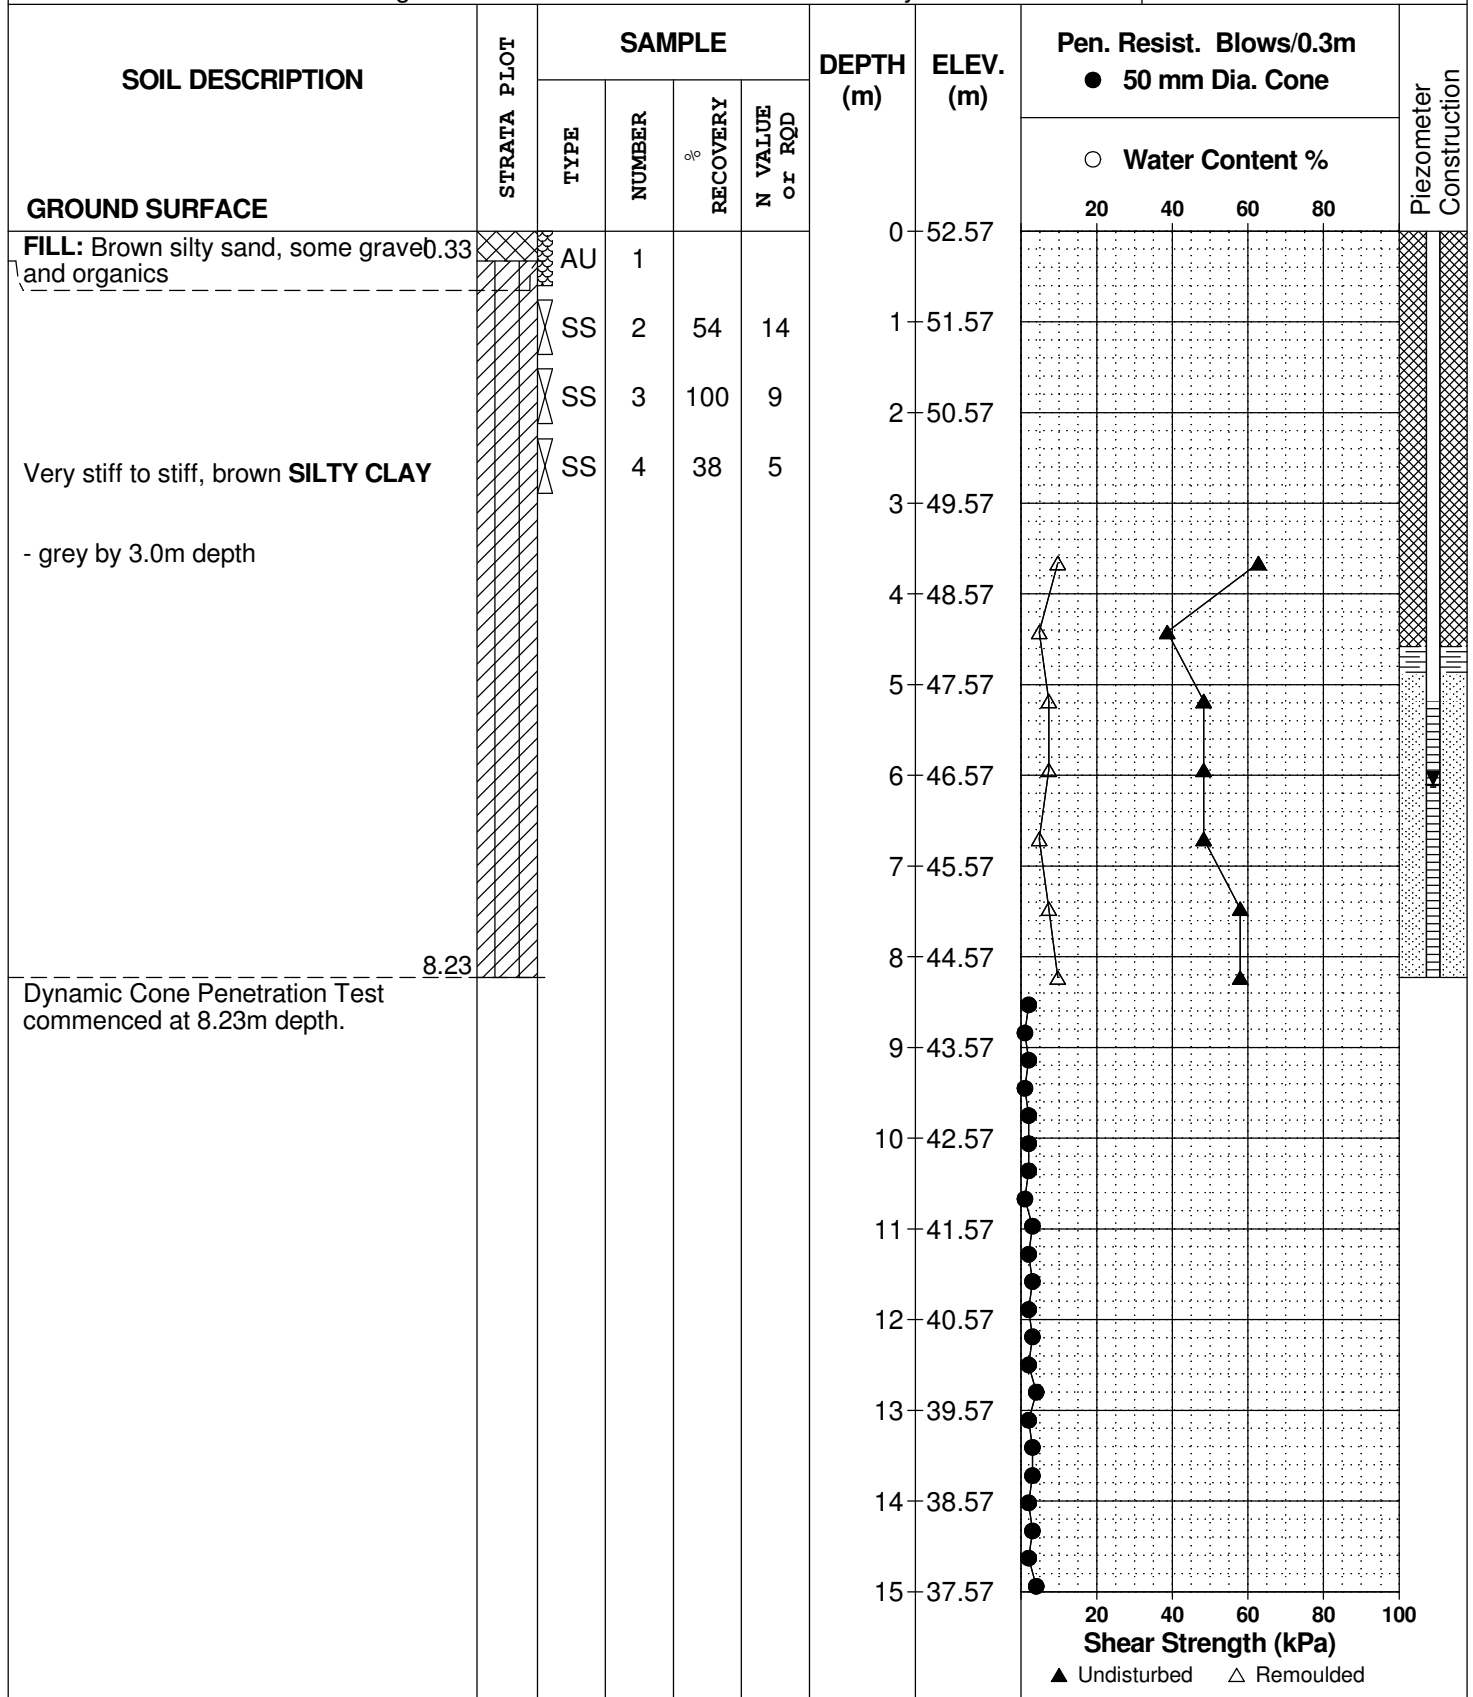 SOIL DESCRIPTION
GROUND SURFACE
STRATA PLOT
SAMPLE
TYPE
NUMBER
%
RECOVERY
N VALUE
or RQD
DEPTH
(m)
ELEV.
(m)
Pen. Resist. Blows/0.3m
● 50 mm Dia. Cone
○ Water Content %
20 40 60 80
Piezometer
Construction
FILL: Brown silty sand, some gravel 0.33
and organics
AU 1
SS 2 54 14
SS 3 100 9
SS 4 38 5
Very stiff to stiff, brown SILTY CLAY
- grey by 3.0m depth
8.23
Dynamic Cone Penetration Test
commenced at 8.23m depth.
0 52.57
1 51.57
2 50.57
3 49.57
4 48.57
5 47.57
6 46.57
7 45.57
8 44.57
9 43.57
10 42.57
11 41.57
12 40.57
13 39.57
14 38.57
15 37.57
20 40 60 80 100
Shear Strength (kPa)
▲ Undisturbed △ Remoulded